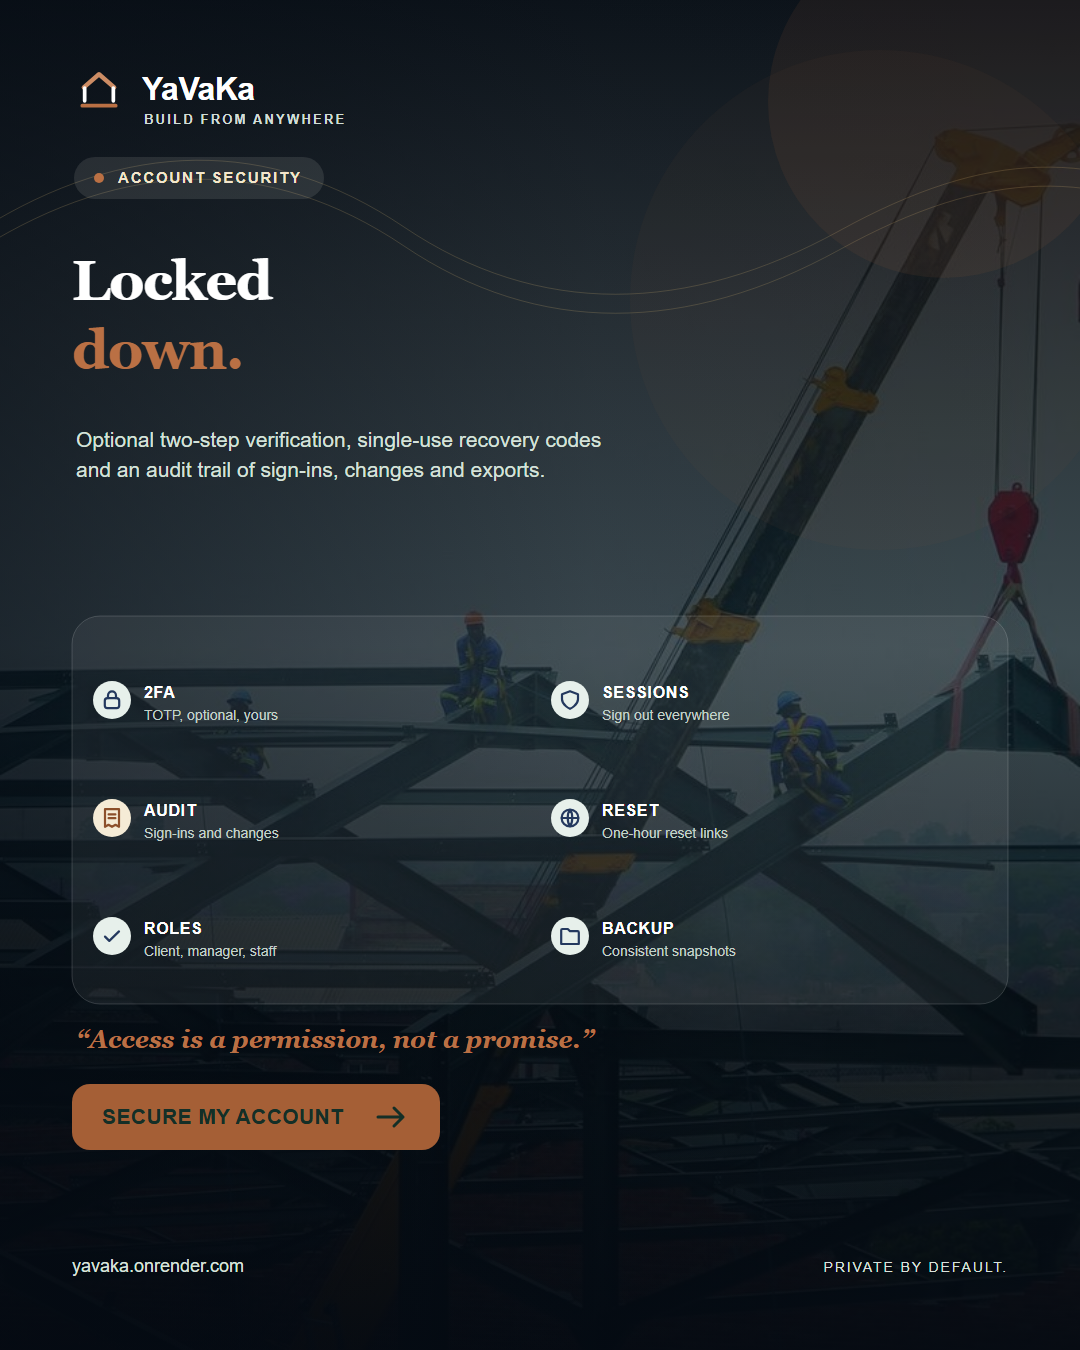 YaVaKa
BUILD FROM ANYWHERE
ACCOUNT SECURITY
Locked
down.
Optional two-step verification, single-use recovery codes
and an audit trail of sign-ins, changes and exports.
2FA
TOTP, optional, yours
SESSIONS
Sign out everywhere
AUDIT
Sign-ins and changes
RESET
One-hour reset links
ROLES
Client, manager, staff
BACKUP
Consistent snapshots
“Access is a permission, not a promise.”
SECURE MY ACCOUNT
yavaka.onrender.com
PRIVATE BY DEFAULT.